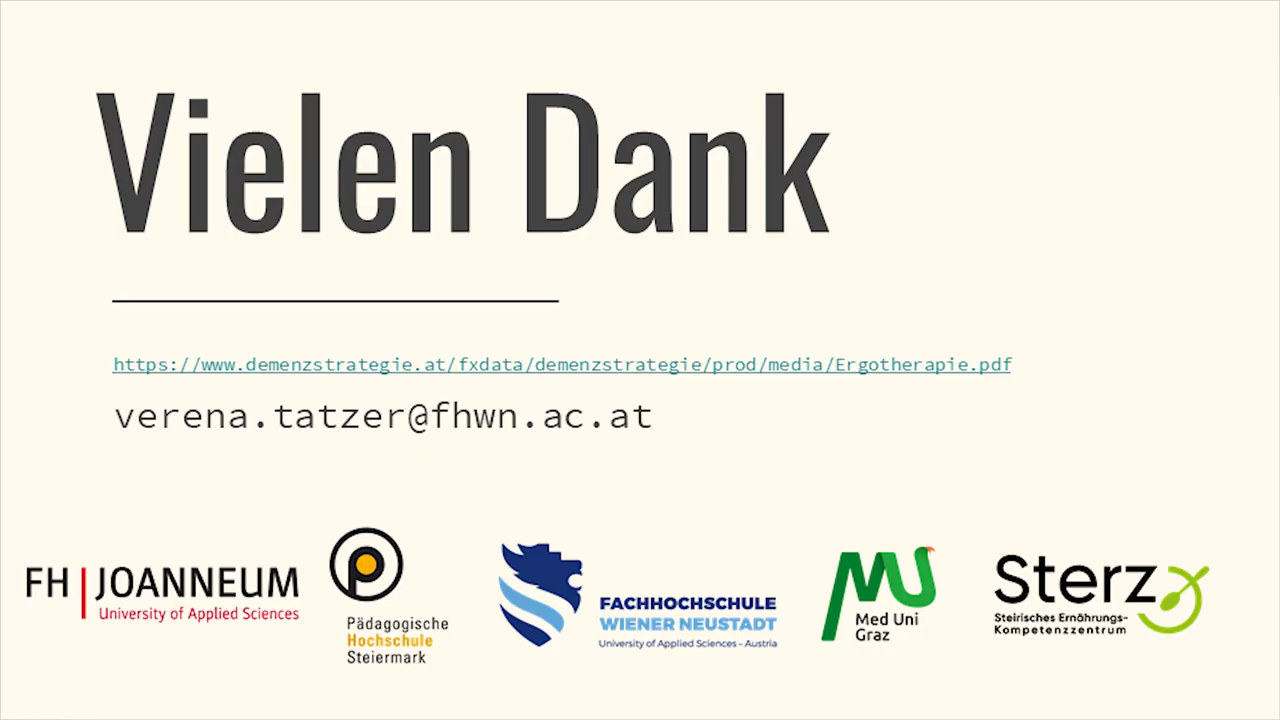 Vielen Dank
https://www.demenzstrategie.at/fxdata/demenzstrategie/prod/media/Ergotherapie.pdf
verena.tatzer@fhwn.ac.at
FH | JOANNEUM
University of Applied Sciences
Pädagogische
Hochschule
Steiermark
FACHHOCHSCHULE
WIENER NEUSTADT
University of Applied Sciences - Austria
MU
Med Uni
Graz
Sterz
Steirisches Ernährungs-
Kompetenzzentrum